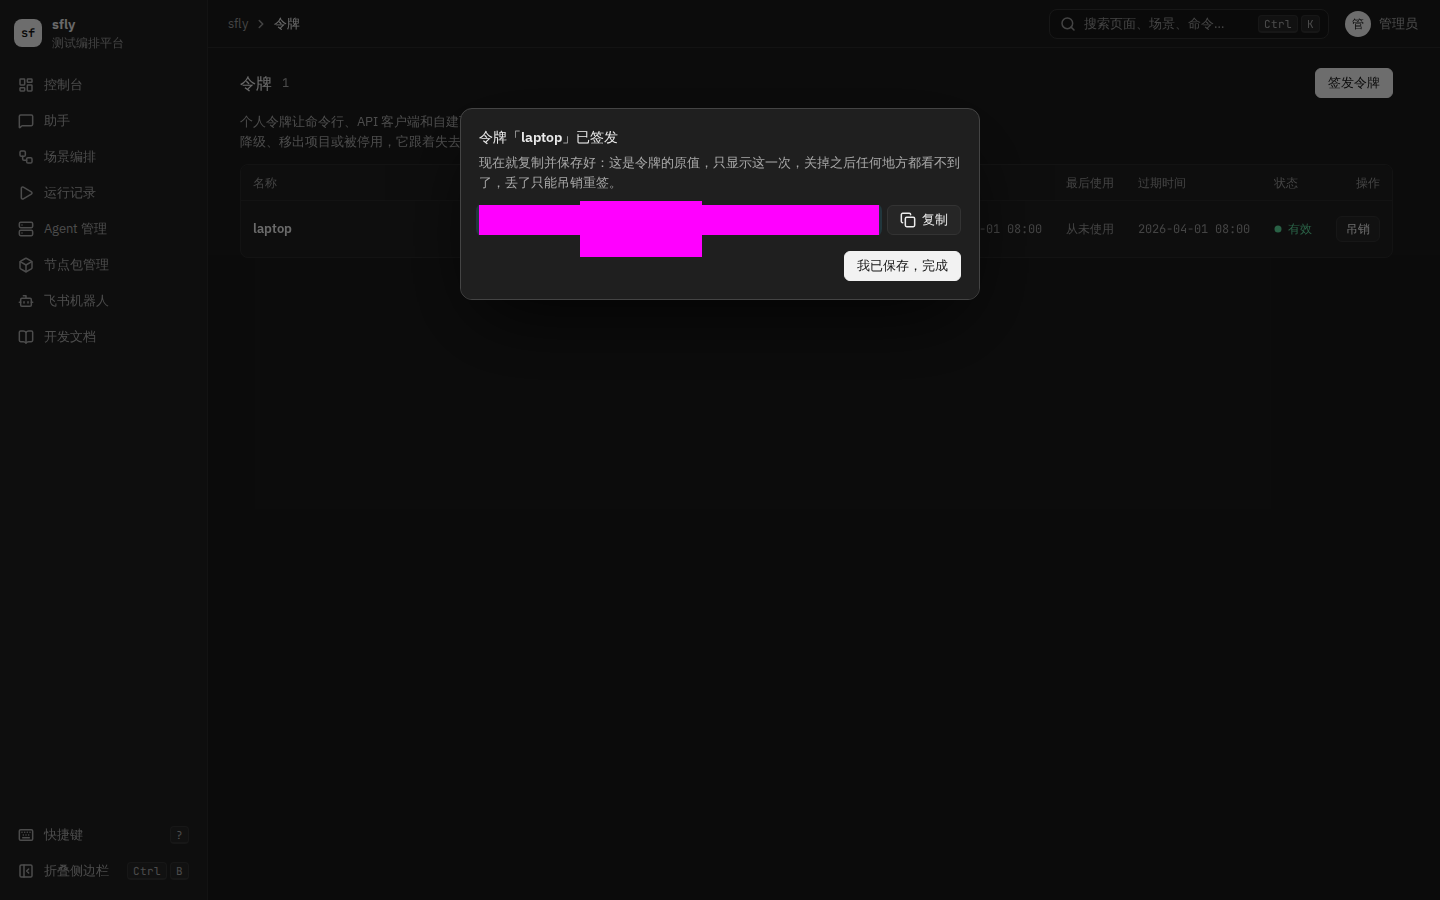 sf
sfly
测试编排平台
控制台
助手
场景编排
运行记录
Agent 管理
节点包管理
飞书机器人
开发文档
快捷键
?
折叠侧边栏
Ctrl
B
sfly
令牌
搜索页面、场景、命令...
Ctrl
K
管
管理员
令牌
1
签发令牌
个人令牌让命令行、API 客户端和自建
降级、移出项目或被停用，它跟着失去
名称
最后使用
过期时间
状态
操作
laptop
-01 08:00
从未使用
2026-04-01 08:00
有效
吊销
令牌「laptop」已签发
现在就复制并保存好：这是令牌的原值，只显示这一次，关掉之后任何地方都看不到
了，丢了只能吊销重签。
复制
我已保存，完成